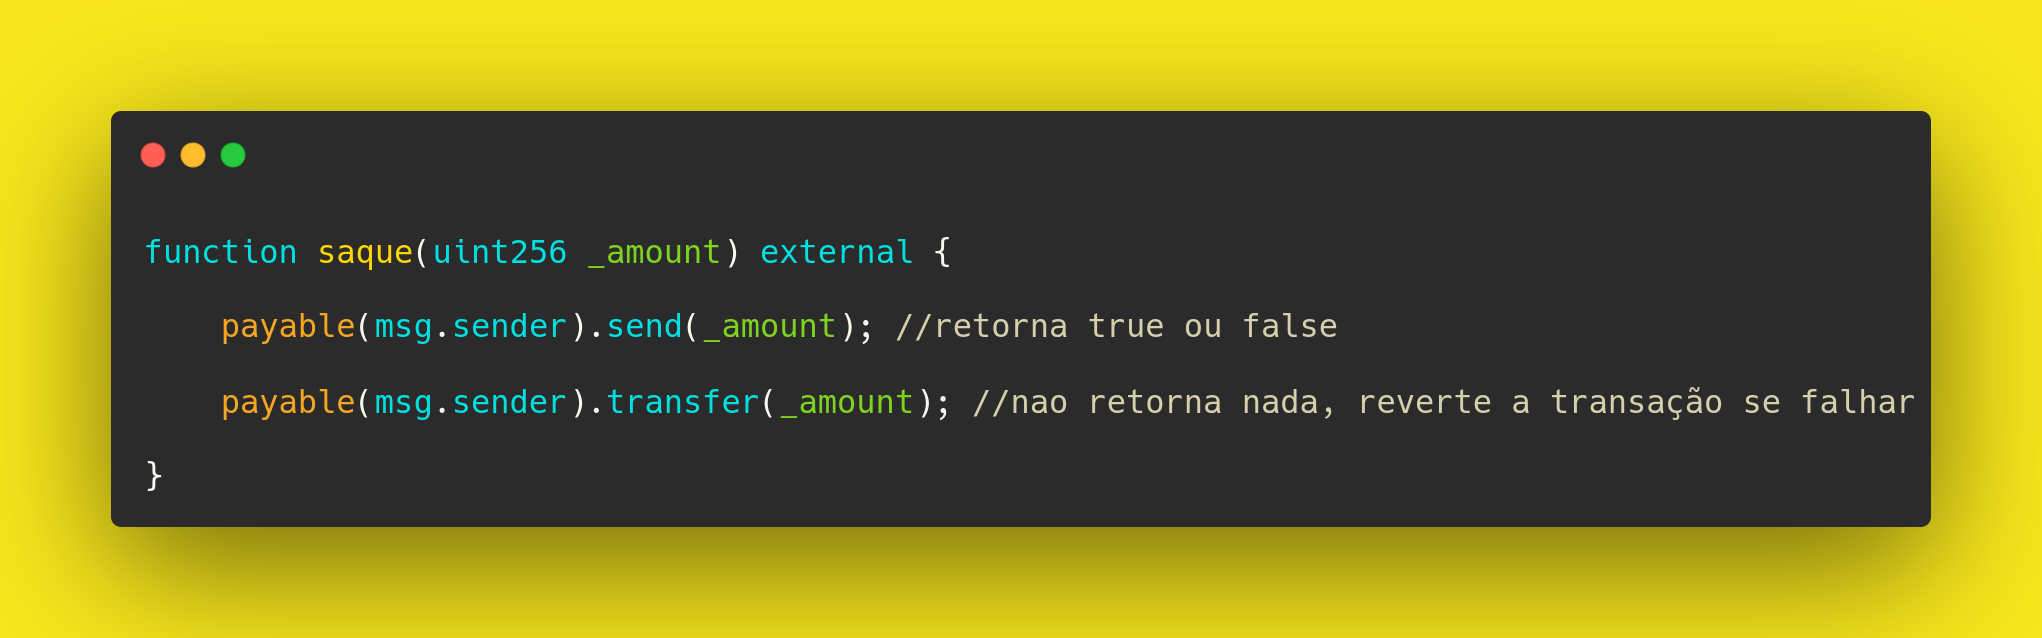 function saque(uint256 _amount) external {
    payable(msg.sender).send(_amount); //retorna true ou false
    payable(msg.sender).transfer(_amount); //nao retorna nada, reverte a transação se falhar
}